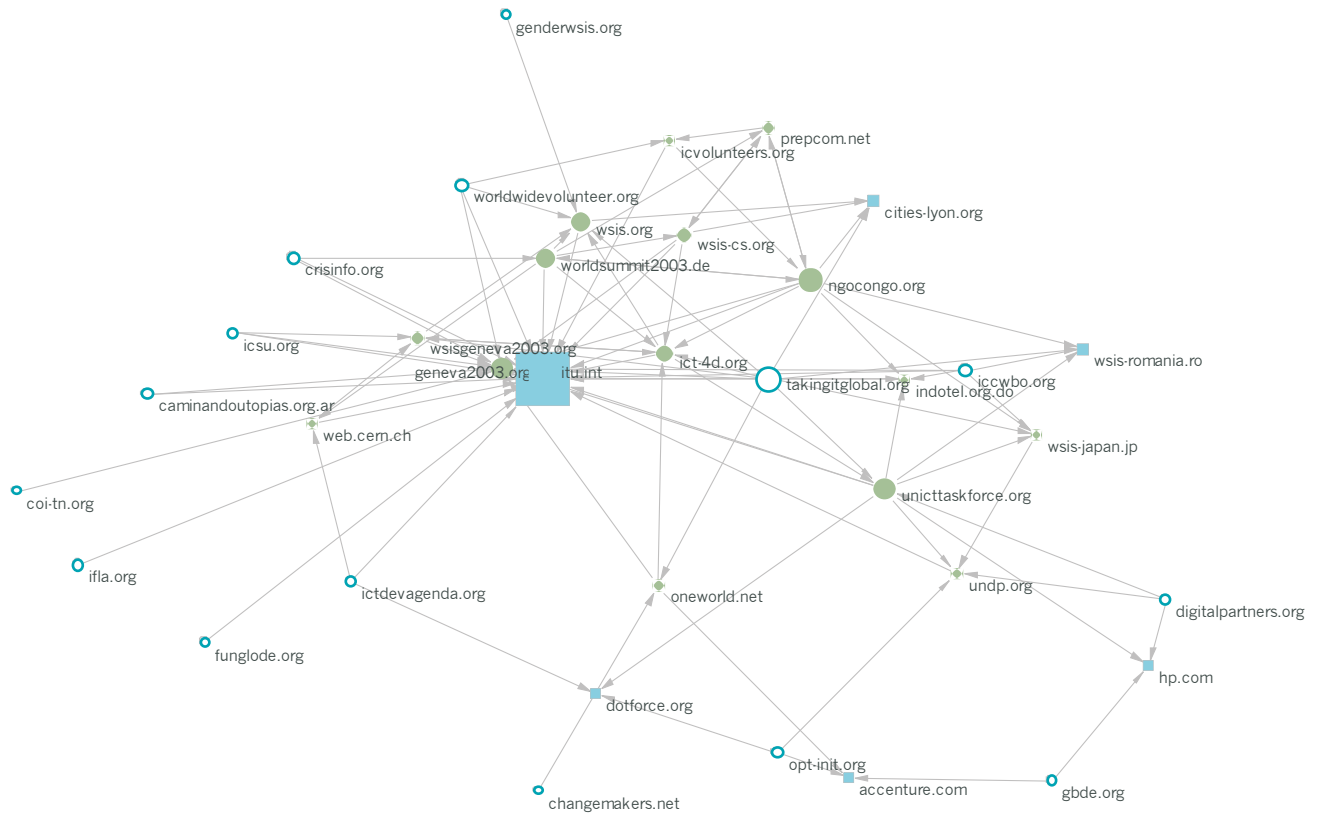 genderwsis.org
prepcom.net
icvolunteers.org
worldwidevolunteer.org
cities-lyon.org
wsis.org
wsis-cs.org
worldsummit2003.de
crisinfo.org
ngocongo.org
icsu.org
wsisgeneva2003.org
ict-4d.org
wsis-romania.ro
geneva2003.org
itu.int
takingitglobal.org
iccwbo.org
indotel.org.do
caminandoutopias.org.ar
web.cern.ch
wsis-japan.jp
coi-tn.org
unicttaskforce.org
ifla.org
ictdevagenda.org
oneworld.net
undp.org
digitalpartners.org
funglode.org
hp.com
dotforce.org
opt-init.org
accenture.com
gbde.org
changemakers.net